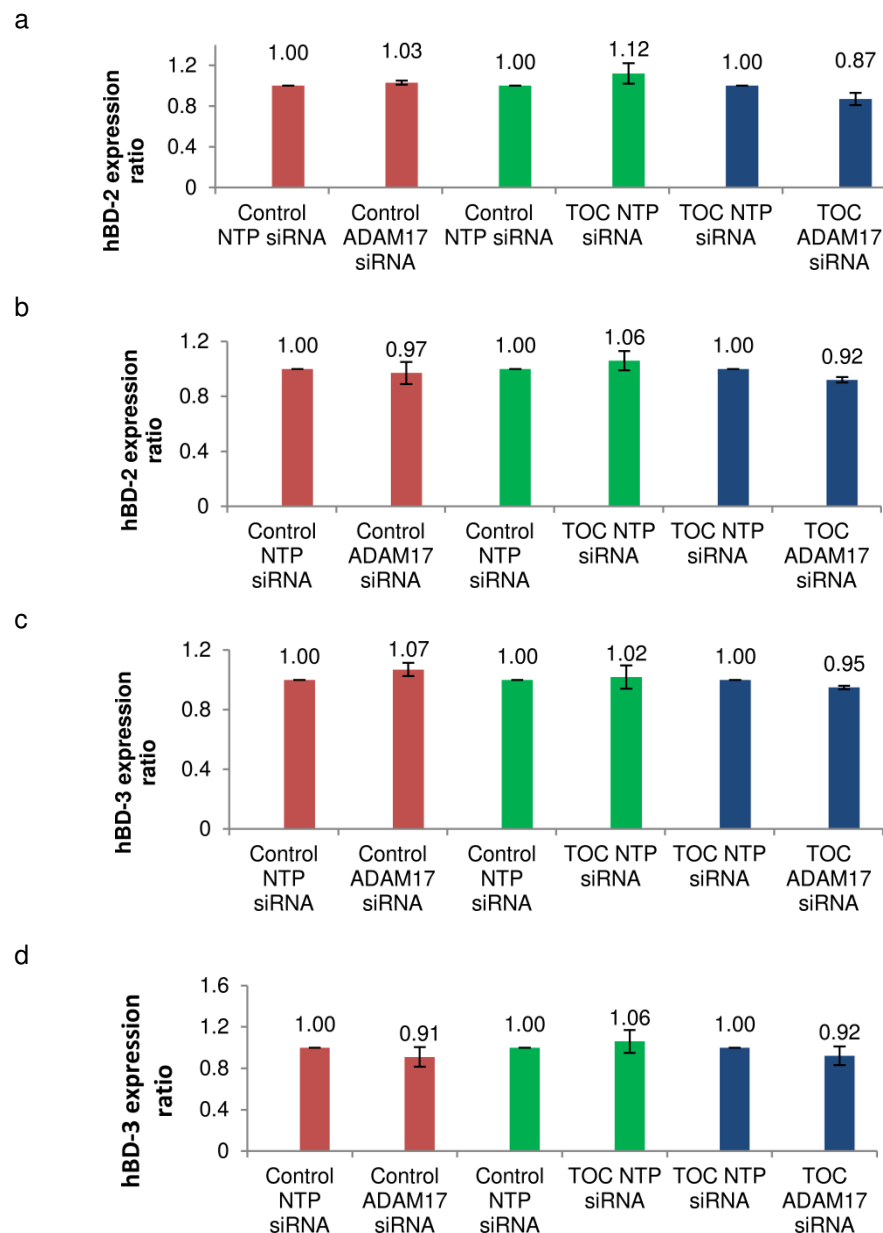 a
1.00 1.03 1.00 1.12 1.00 0.87
1.2
0.8
0.4
0
hBD-2 expression
ratio
Control Control Control TOC NTP TOC NTP TOC
NTP siRNA ADAM17 NTP siRNA siRNA siRNA ADAM17
siRNA siRNA
b
1.00 0.97 1.00 1.06 1.00 0.92
1.2
0.8
0.4
0
hBD-2 expression
ratio
Control Control Control TOC NTP TOC NTP TOC
NTP ADAM17 NTP siRNA siRNA ADAM17
siRNA siRNA siRNA siRNA
c
1.00 1.07 1.00 1.02 1.00 0.95
1.2
0.8
0.4
0
hBD-3 expression
ratio
Control Control Control TOC NTP TOC NTP TOC
NTP ADAM17 NTP siRNA siRNA ADAM17
siRNA siRNA siRNA siRNA
d
1.00 0.91 1.00 1.06 1.00 0.92
1.6
1.2
0.8
0.4
0
hBD-3 expression
ratio
Control Control Control TOC NTP TOC NTP TOC
NTP ADAM17 NTP siRNA siRNA ADAM17
siRNA siRNA siRNA siRNA